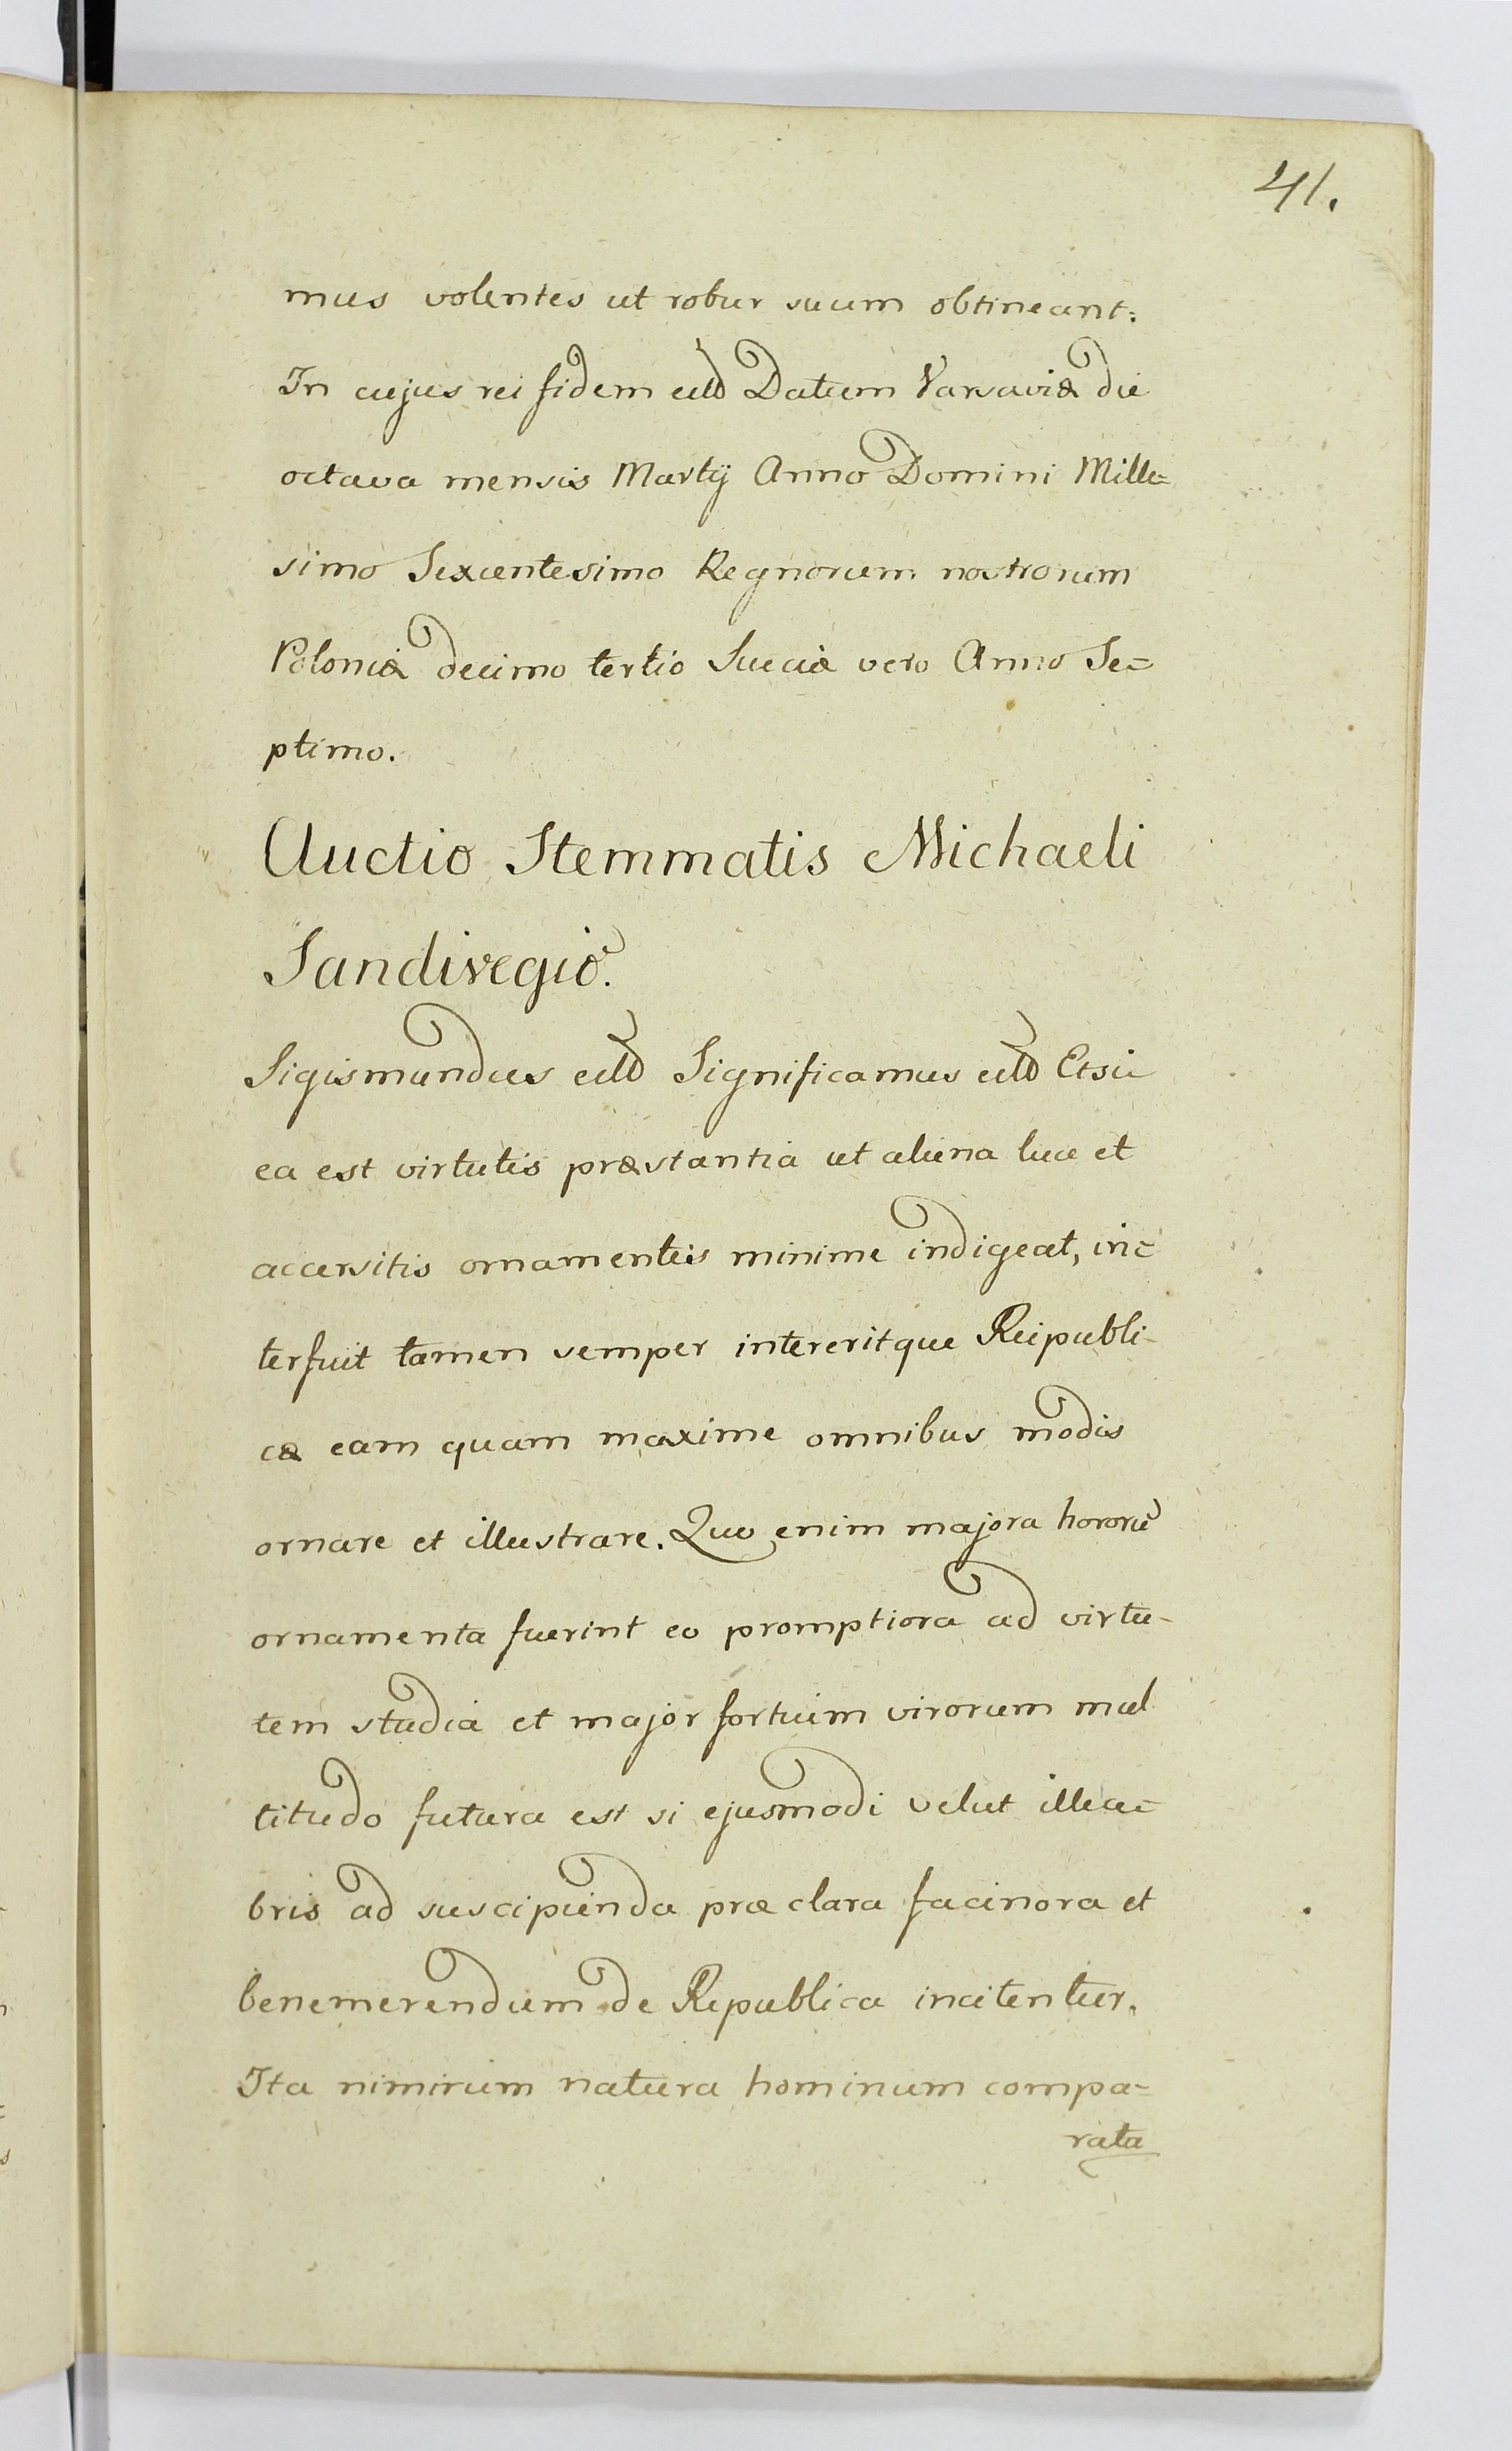 41.
mus volentes ut robur suum obtineant.
In cujus rei fidem etc Datum Varsaviæ die
octava mensis Martij Anno Domini Mille=
simo Sexcentesimo Regnorum nostrorum
Poloniæ decimo tertio Sueciæ vero Anno Se=
ptimo.
Auctio Stemmatis Michaeli
Sandivegio.
Sigismundus etc Significamus etc Etsi
ea est virtutis præstantia ut aliena luce et
accersitis ornamentis minime indigeat, in=
terfuit tamen semper intereritque Reipubli-
cæ eam quam maxime omnibus modis
ornare et illustrare. Quo enim majora honorũ
ornamenta fuerint eo promptiora ad virtu-
tem studia et major fortium virorum mul
titudo futura est si ejusmodi velut illece=
bris ad suscipienda præclara facinora et
benemerendum de Republica incitentur.
Ita nimirum natura hominum compa=
rata